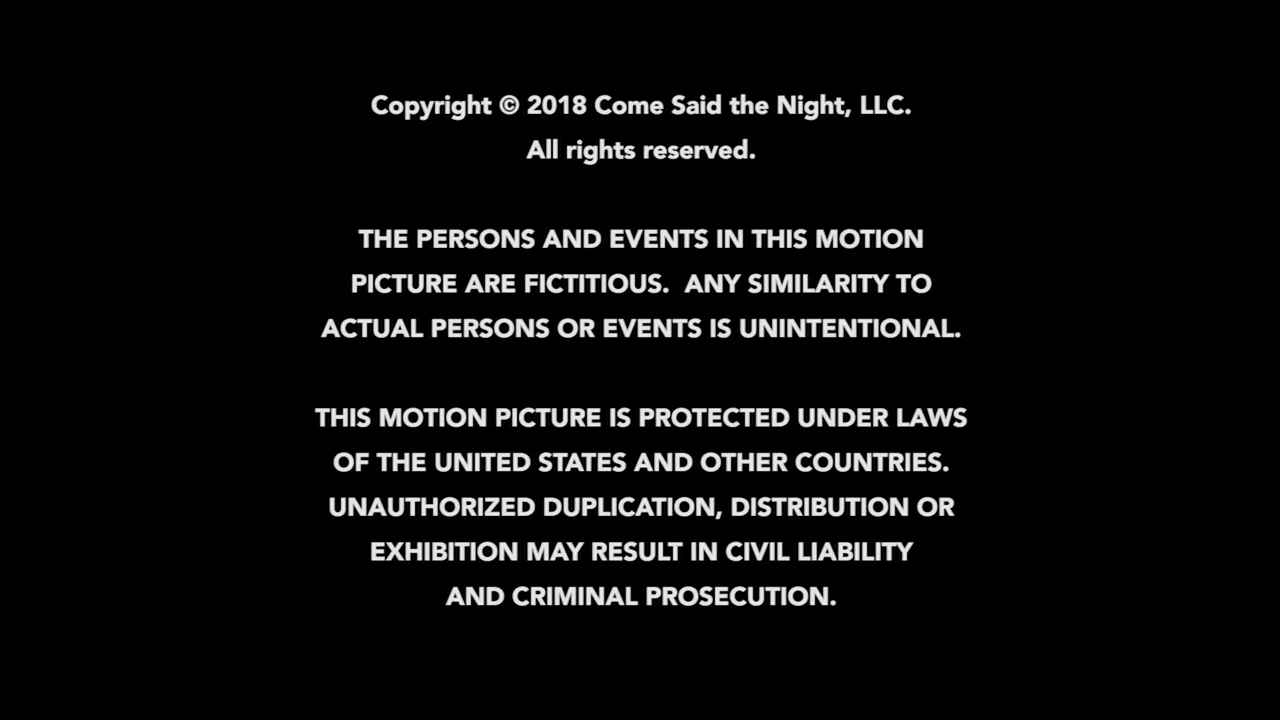 Copyright © 2018 Come Said the Night, LLC.
All rights reserved.
THE PERSONS AND EVENTS IN THIS MOTION
PICTURE ARE FICTITIOUS.  ANY SIMILARITY TO
ACTUAL PERSONS OR EVENTS IS UNINTENTIONAL.
THIS MOTION PICTURE IS PROTECTED UNDER LAWS
OF THE UNITED STATES AND OTHER COUNTRIES.
UNAUTHORIZED DUPLICATION, DISTRIBUTION OR
EXHIBITION MAY RESULT IN CIVIL LIABILITY
AND CRIMINAL PROSECUTION.